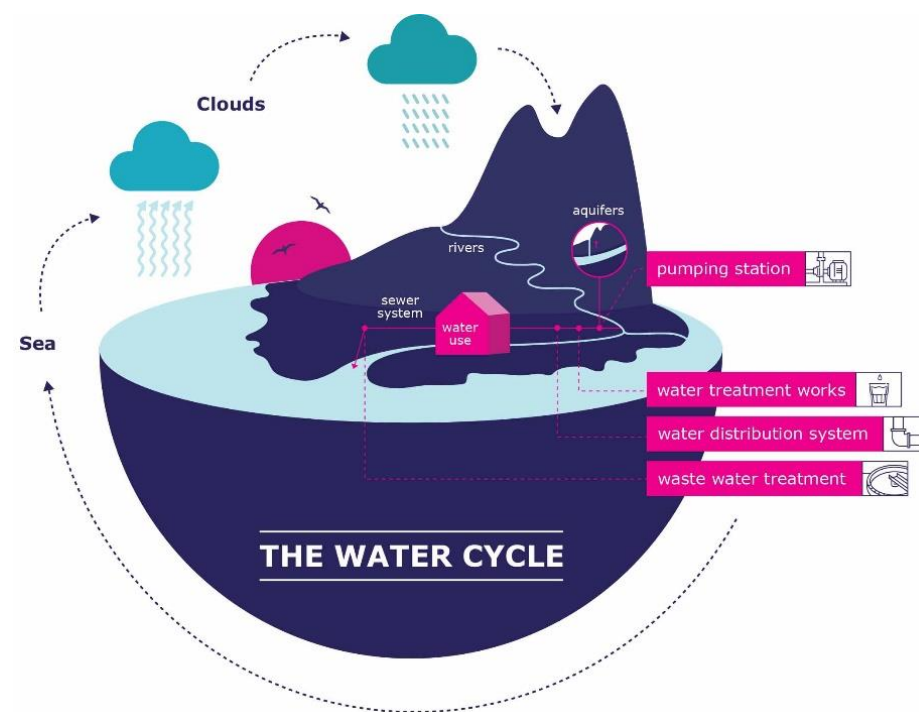 Clouds
Sea
rivers
aquifers
pumping station
sewer
system
water
use
water treatment works
water distribution system
waste water treatment
THE WATER CYCLE